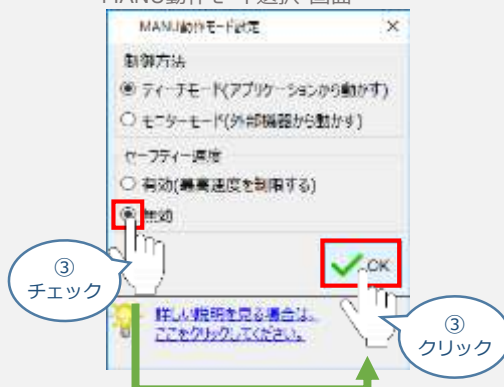 MANU動作モード選択 画面
MANU動作モード設定
制御方法
ティーチモード(アプリケーションから動かす)
モニターモード(外部機器から動かす)
セーフティー速度
有効(最高速度を制限する)
無効
③
チェック
OK
詳しい説明を見る場合は、
ここをクリックしてください。
③
クリック